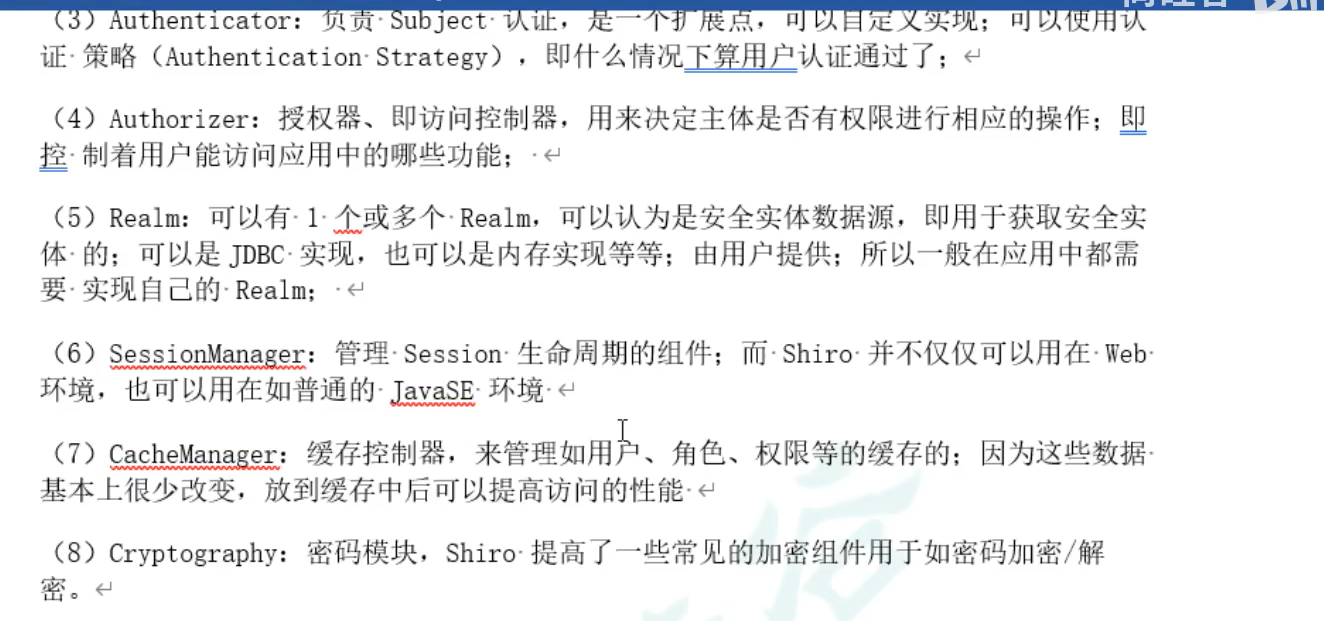 （3）Authenticator：负责 Subject 认证，是一个扩展点，可以自定义实现；可以使用认
证 策略（Authentication Strategy），即什么情况下算用户认证通过了；
（4）Authorizer：授权器、即访问控制器，用来决定主体是否有权限进行相应的操作；即
控 制着用户能访问应用中的哪些功能；
（5）Realm：可以有 1 个或多个 Realm，可以认为是安全实体数据源，即用于获取安全实
体 的；可以是 JDBC 实现，也可以是内存实现等等；由用户提供；所以一般在应用中都需
要 实现自己的 Realm；
（6）SessionManager：管理 Session 生命周期的组件；而 Shiro 并不仅仅可以用在 Web
环境，也可以用在如普通的 JavaSE 环境
（7）CacheManager：缓存控制器，来管理如用户、角色、权限等的缓存的；因为这些数据
基本上很少改变，放到缓存中后可以提高访问的性能
（8）Cryptography：密码模块，Shiro 提高了一些常见的加密组件用于如密码加密/解
密。